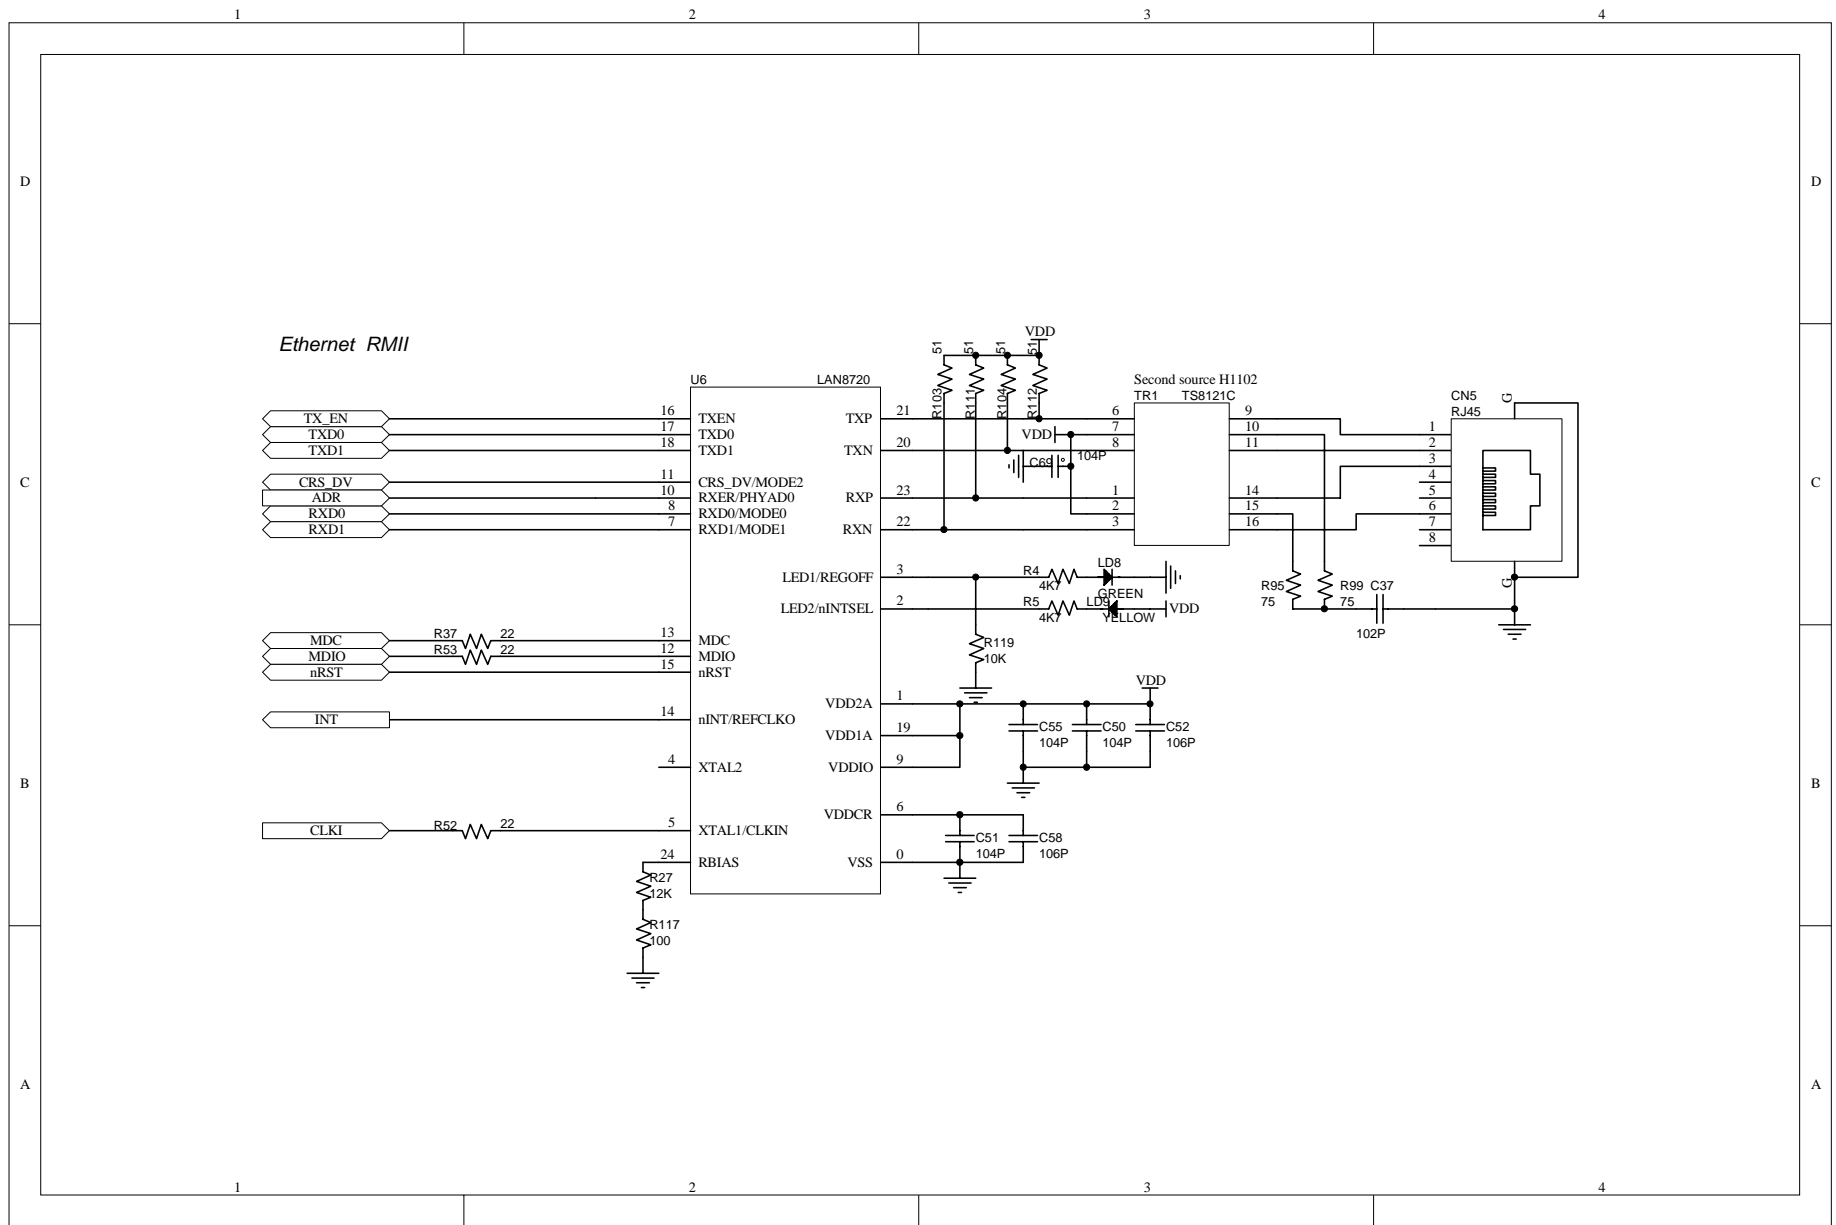 1 2 3 4
D D
C C
B B
A A
1 2 3 4
Ethernet RMII
U6 LAN8720
TX_EN 16 TXEN
TXD0 17 TXD0
TXD1 18 TXD1
CRS_DV 11 CRS_DV/MODE2
ADR 10 RXER/PHYAD0
RXD0 8 RXD0/MODE0
RXD1 7 RXD1/MODE1
MDC R37 22 13 MDC
MDIO R53 22 12 MDIO
nRST 15 nRST
INT 14 nINT/REFCLKO
4 XTAL2
CLKI R52 22 5 XTAL1/CLKIN
24 RBIAS
R27
12K
R117
100
TXP 21
TXN 20
RXP 23
RXN 22
LED1/REGOFF 3
LED2/nINTSEL 2
VDD2A 1
VDD1A 19
VDDIO 9
VDDCR 6
VSS 0
VDD
51 51 51 51
R103 R111 R104 R112
VDD
C69 104P
Second source H1102
TR1 TS8121C
6 9
7 10
8 11
1 14
2 15
3 16
R4 LD8
4K7 GREEN
R5 LD9 VDD
4K7 YELLOW
R119
10K
VDD
C55 C50 C52
104P 104P 106P
C51 C58
104P 106P
R95 R99 C37
75 75
102P
CN5
RJ45
G
1
2
3
4
5
6
7
8
G